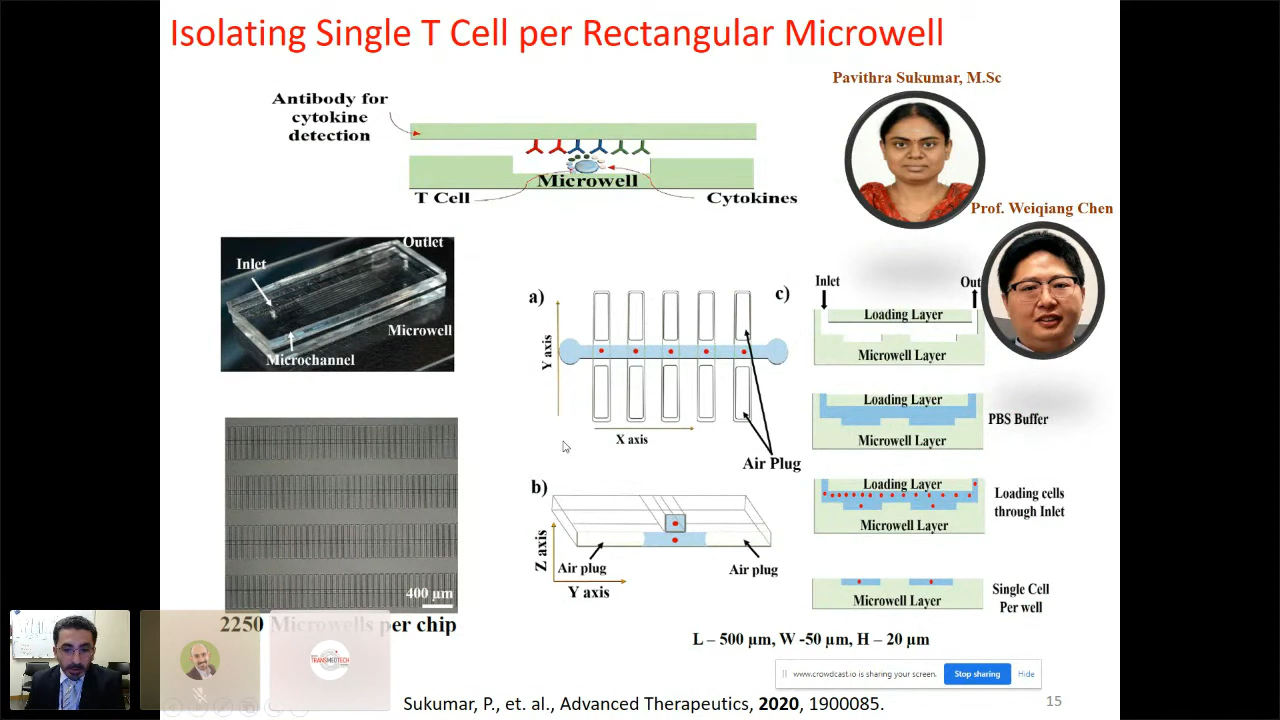 Isolating Single T Cell per Rectangular Microwell
Pavithra Sukumar, M.Sc
Antibody for
cytokine
detection
Microwell
T Cell
Cytokines
Prof. Weiqiang Chen
Outlet
Inlet
Microwell
Microchannel
a)
Y axis
X axis
Air Plug
c)
Inlet
Out
Loading Layer
Microwell Layer
Loading Layer
PBS Buffer
Microwell Layer
Loading Layer
Loading cells
through Inlet
Microwell Layer
Single Cell
Per well
Microwell Layer
b)
Z axis
Air plug
Air plug
Y axis
400 µm
2250 Microwells per chip
L – 500 µm, W -50 µm, H – 20 µm
TRANSMEDTECH
www.crowdcast.io is sharing your screen.
Stop sharing
Hide
Sukumar, P., et. al., Advanced Therapeutics, 2020, 1900085.
15